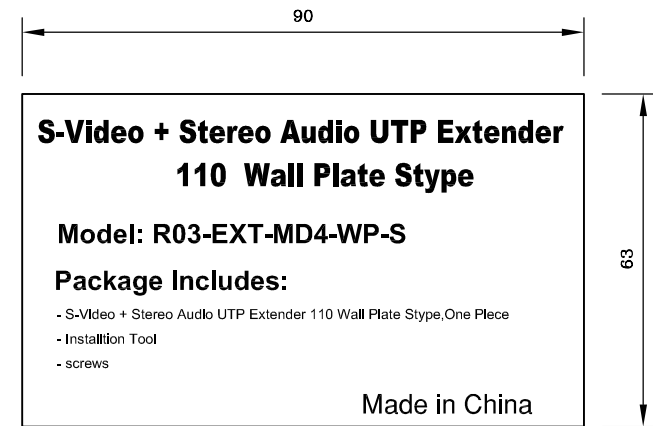 90
S-Video + Stereo Audio UTP Extender
110 Wall Plate Stype
63
Model: R03-EXT-MD4-WP-S
Package Includes:
- S-Video + Stereo Audio UTP Extender 110 Wall Plate Stype,One Piece
- Installtion Tool
- screws
Made in China